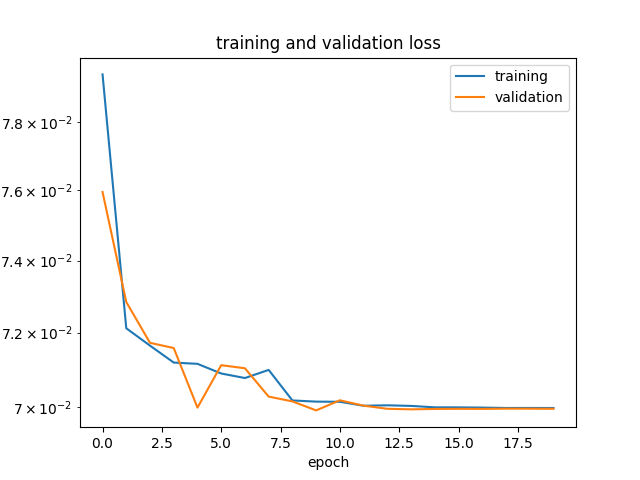 training and validation loss
training
validation
7.8 × 10⁻²
7.6 × 10⁻²
7.4 × 10⁻²
7.2 × 10⁻²
7 × 10⁻²
0.0 2.5 5.0 7.5 10.0 12.5 15.0 17.5
epoch